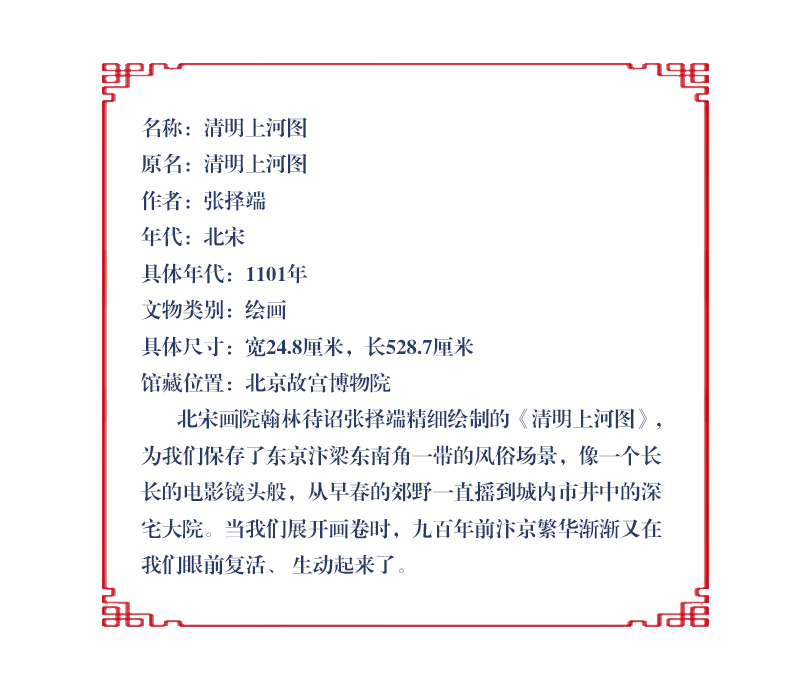 名称：清明上河图
原名：清明上河图
作者：张择端
年代：北宋
具体年代：1101年
文物类别：绘画
具体尺寸：宽24.8厘米，长528.7厘米
馆藏位置：北京故宫博物院
北宋画院翰林待诏张择端精细绘制的《清明上河图》，
为我们保存了东京汴梁东南角一带的风俗场景，像一个长
长的电影镜头般，从早春的郊野一直摇到城内市井中的深
宅大院。当我们展开画卷时，九百年前汴京繁华渐渐又在
我们眼前复活、 生动起来了。